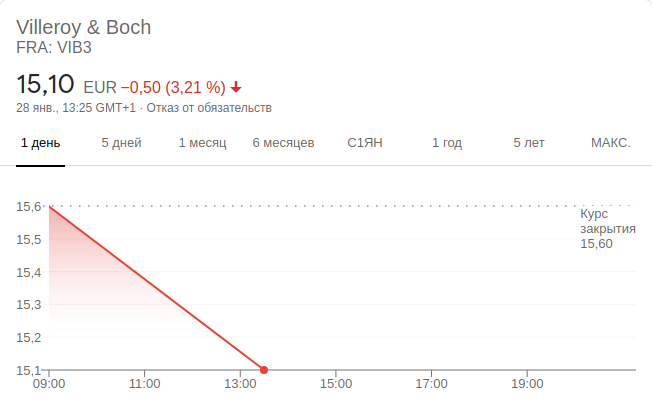 Villeroy & Boch
FRA: VIB3
15,10 EUR −0,50 (3,21 %)
28 янв., 13:25 GMT+1 · Отказ от обязательств
1 день 5 дней 1 месяц 6 месяцев С1ЯН 1 год 5 лет МАКС.
15,6
Курс
закрытия
15,60
15,5
15,4
15,3
15,2
15,1
09:00 11:00 13:00 15:00 17:00 19:00